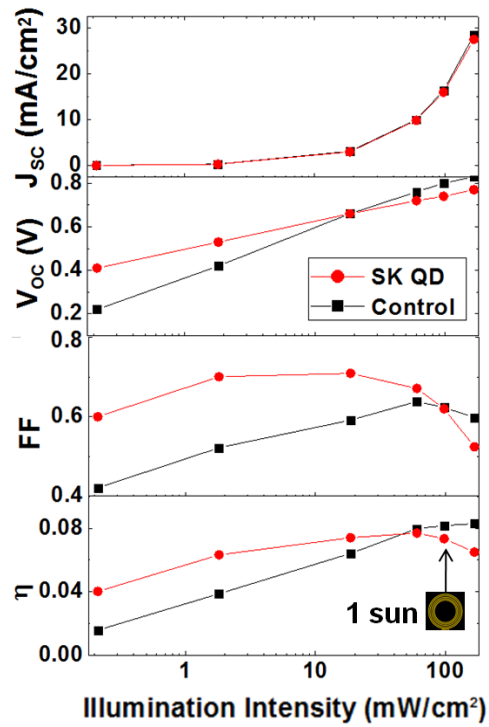 30
20
10
0
J_SC (mA/cm²)
0.8
0.6
0.4
0.2
V_OC (V)
SK QD
Control
0.8
0.6
0.4
FF
0.08
0.04
0.00
η
1 sun
1
10
100
Illumination Intensity (mW/cm²)